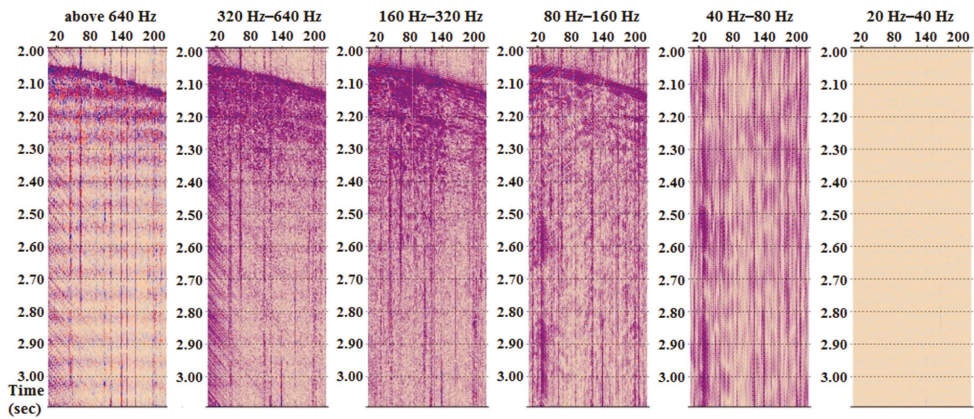 above 640 Hz 320 Hz–640 Hz 160 Hz–320 Hz 80 Hz–160 Hz 40 Hz–80 Hz 20 Hz–40 Hz
20 80 140 200 20 80 140 200 20 80 140 200 20 80 140 200 20 80 140 200 20 80 140 200
2.00 2.00 2.00 2.00 2.00 2.00
2.10 2.10 2.10 2.10 2.10 2.10
2.20 2.20 2.20 2.20 2.20 2.20
2.30 2.30 2.30 2.30 2.30 2.30
2.40 2.40 2.40 2.40 2.40 2.40
2.50 2.50 2.50 2.50 2.50 2.50
2.60 2.60 2.60 2.60 2.60 2.60
2.70 2.70 2.70 2.70 2.70 2.70
2.80 2.80 2.80 2.80 2.80 2.80
2.90 2.90 2.90 2.90 2.90 2.90
3.00 3.00 3.00 3.00 3.00 3.00
Time
(sec)